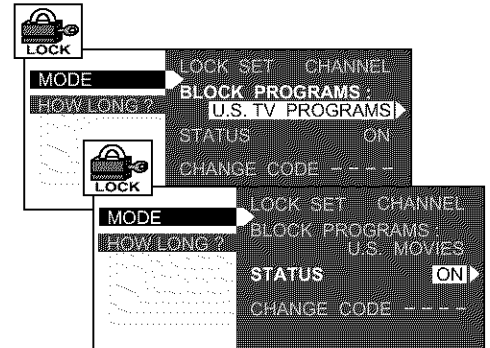 LOCK
MODE
HOW LONG ?
LOCK SET CHANNEL
BLOCK PROGRAMS :
U.S. TV PROGRAMS
STATUS ON
CHANGE CODE – – – –
LOCK
MODE
HOW LONG ?
LOCK SET CHANNEL
BLOCK PROGRAMS :
U.S. MOVIES
STATUS ON
CHANGE CODE – – – –